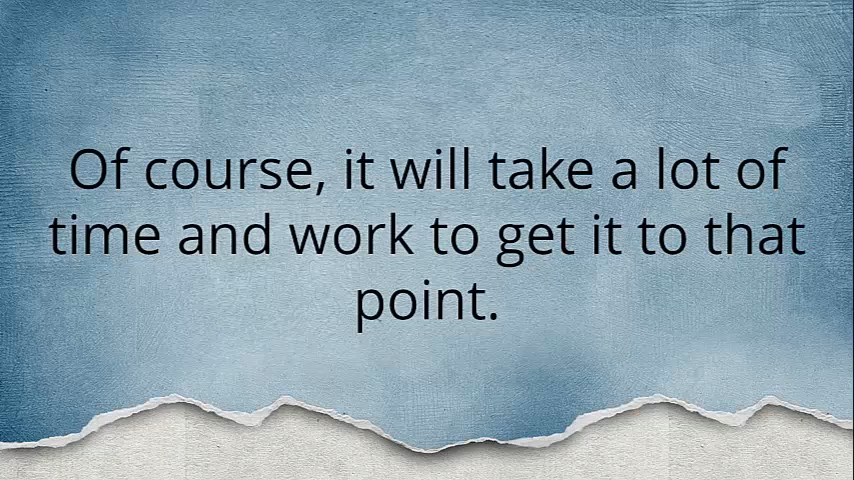 Of course, it will take a lot of
time and work to get it to that
point.